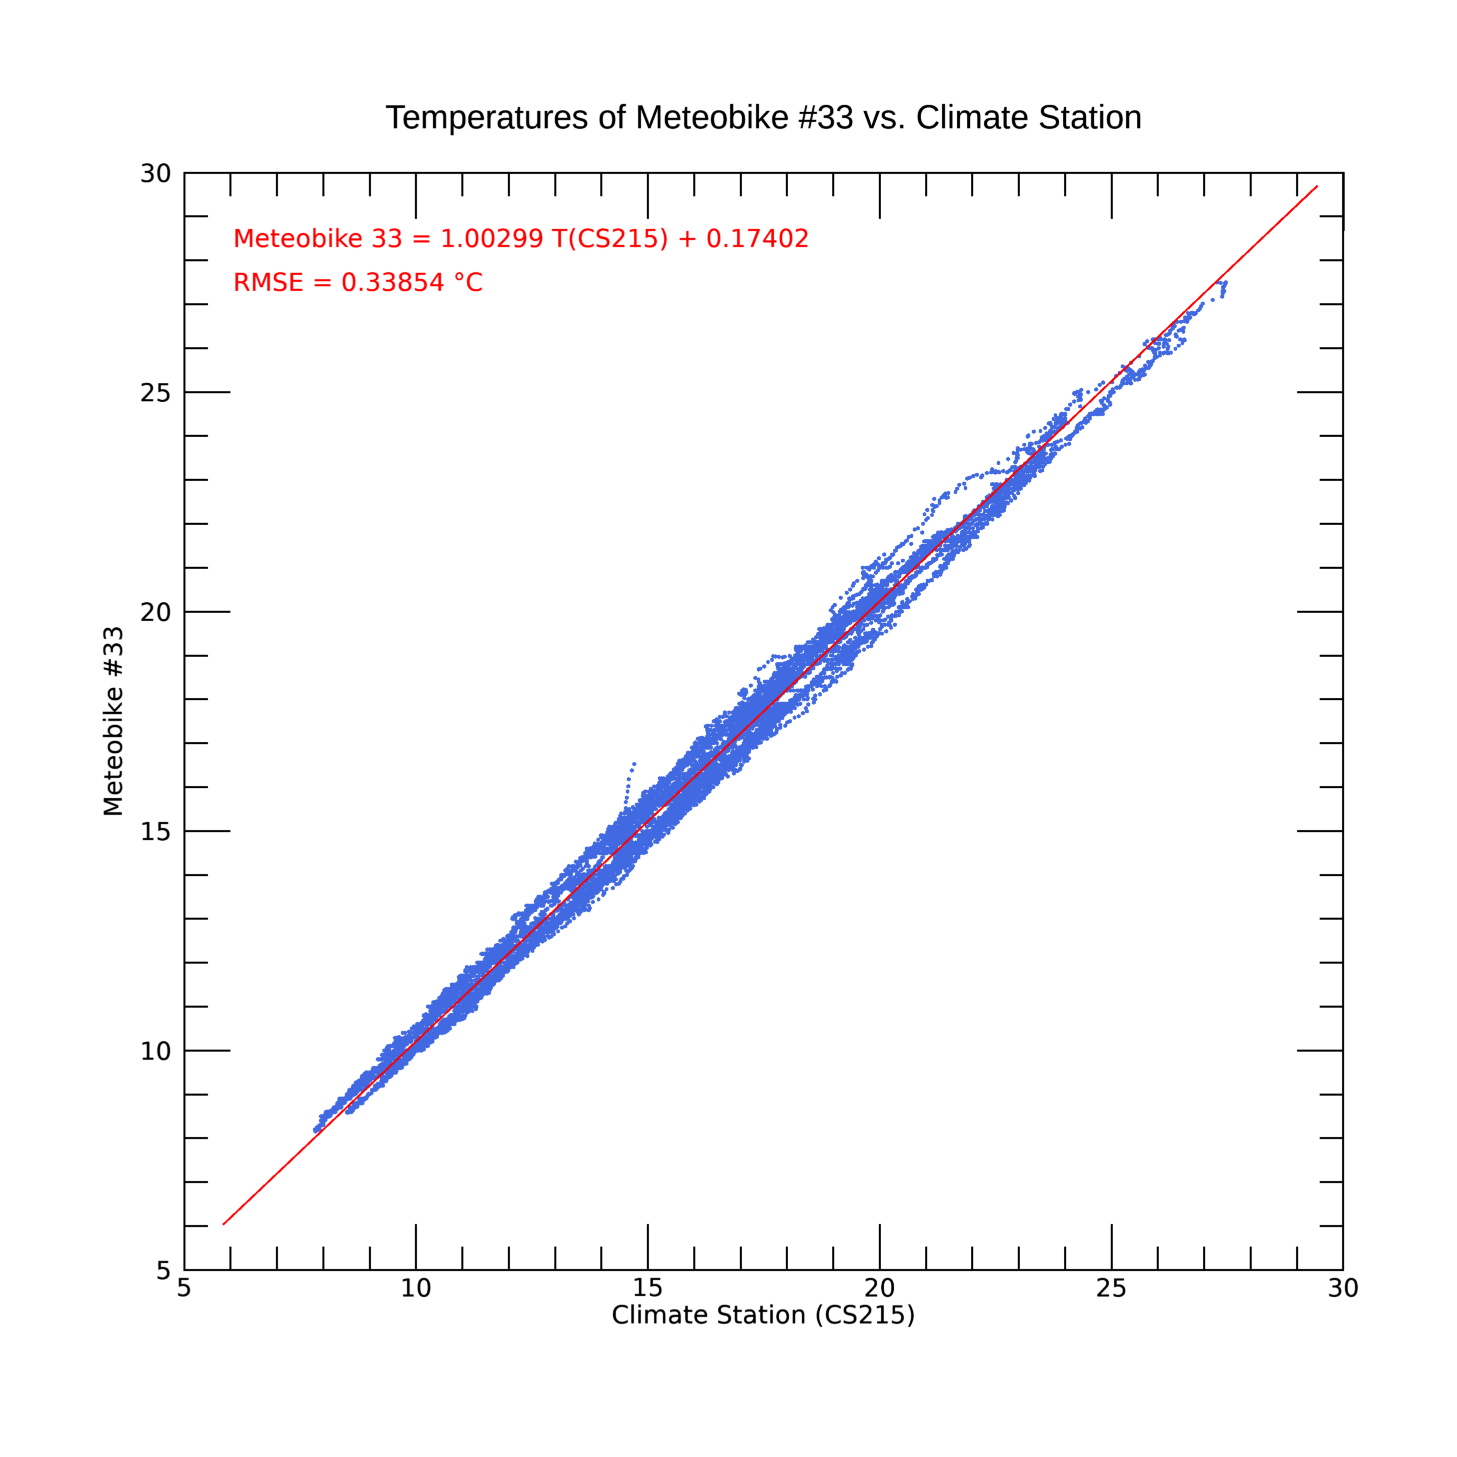 Temperatures of Meteobike #33 vs. Climate Station
30
Meteobike 33 = 1.00299 T(CS215) + 0.17402
RMSE = 0.33854 °C
25
20
Meteobike #33
15
10
5
5 10 15 20 25 30
Climate Station (CS215)